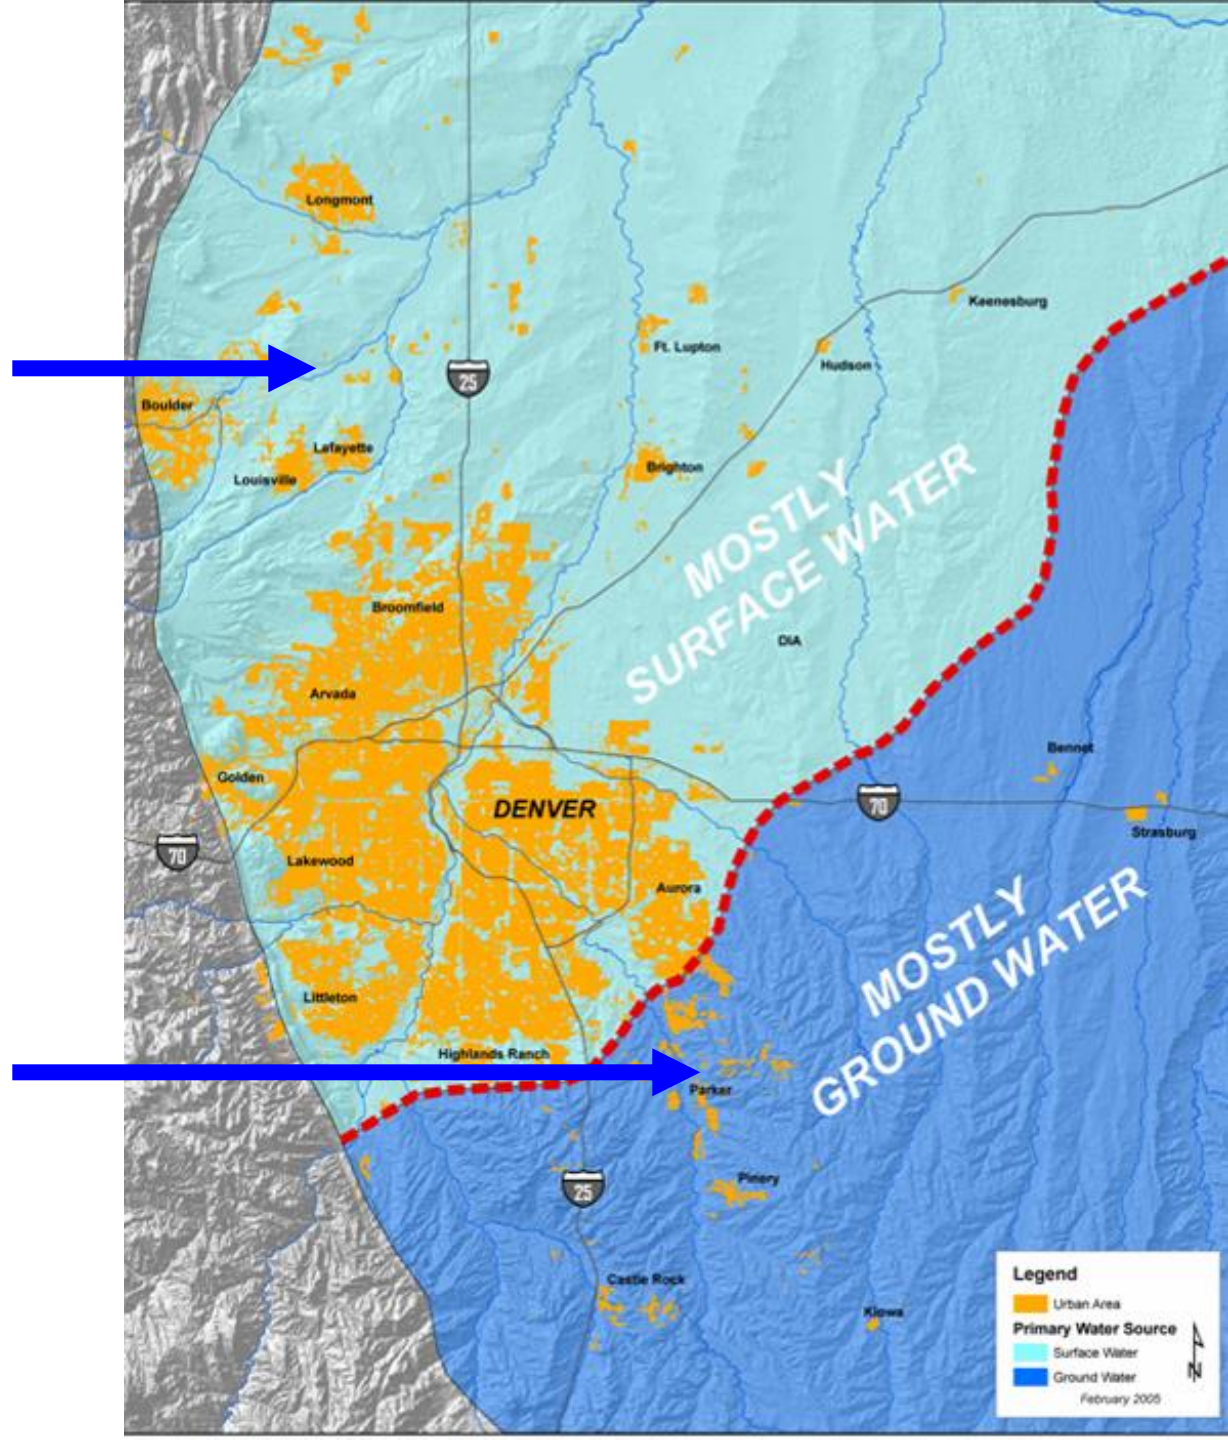 Longmont
Keenesburg
Ft. Lupton
Hudson
25
Boulder
Lafayette
Louisville
Brighton
MOSTLY
SURFACE WATER
Broomfield
DIA
Arvada
Bennet
Golden
DENVER
70
Strasburg
70
Lakewood
Aurora
MOSTLY
GROUND WATER
Littleton
Highlands Ranch
Parker
Pinery
25
Castle Rock
Kiowa
Legend
Urban Area
Primary Water Source
Surface Water
Ground Water
N
February 2005